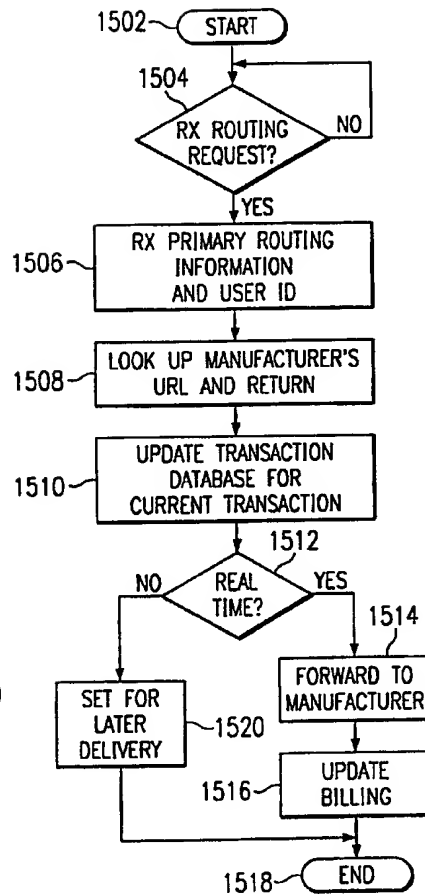 1502
START
1504
RX ROUTING
REQUEST?
NO
YES
1506
RX PRIMARY ROUTING
INFORMATION
AND USER ID
1508
LOOK UP MANUFACTURER'S
URL AND RETURN
1510
UPDATE TRANSACTION
DATABASE FOR
CURRENT TRANSACTION
1512
NO
REAL
TIME?
YES
1514
FORWARD TO
MANUFACTURER
SET FOR
LATER
DELIVERY
1520
1516
UPDATE
BILLING
1518
END